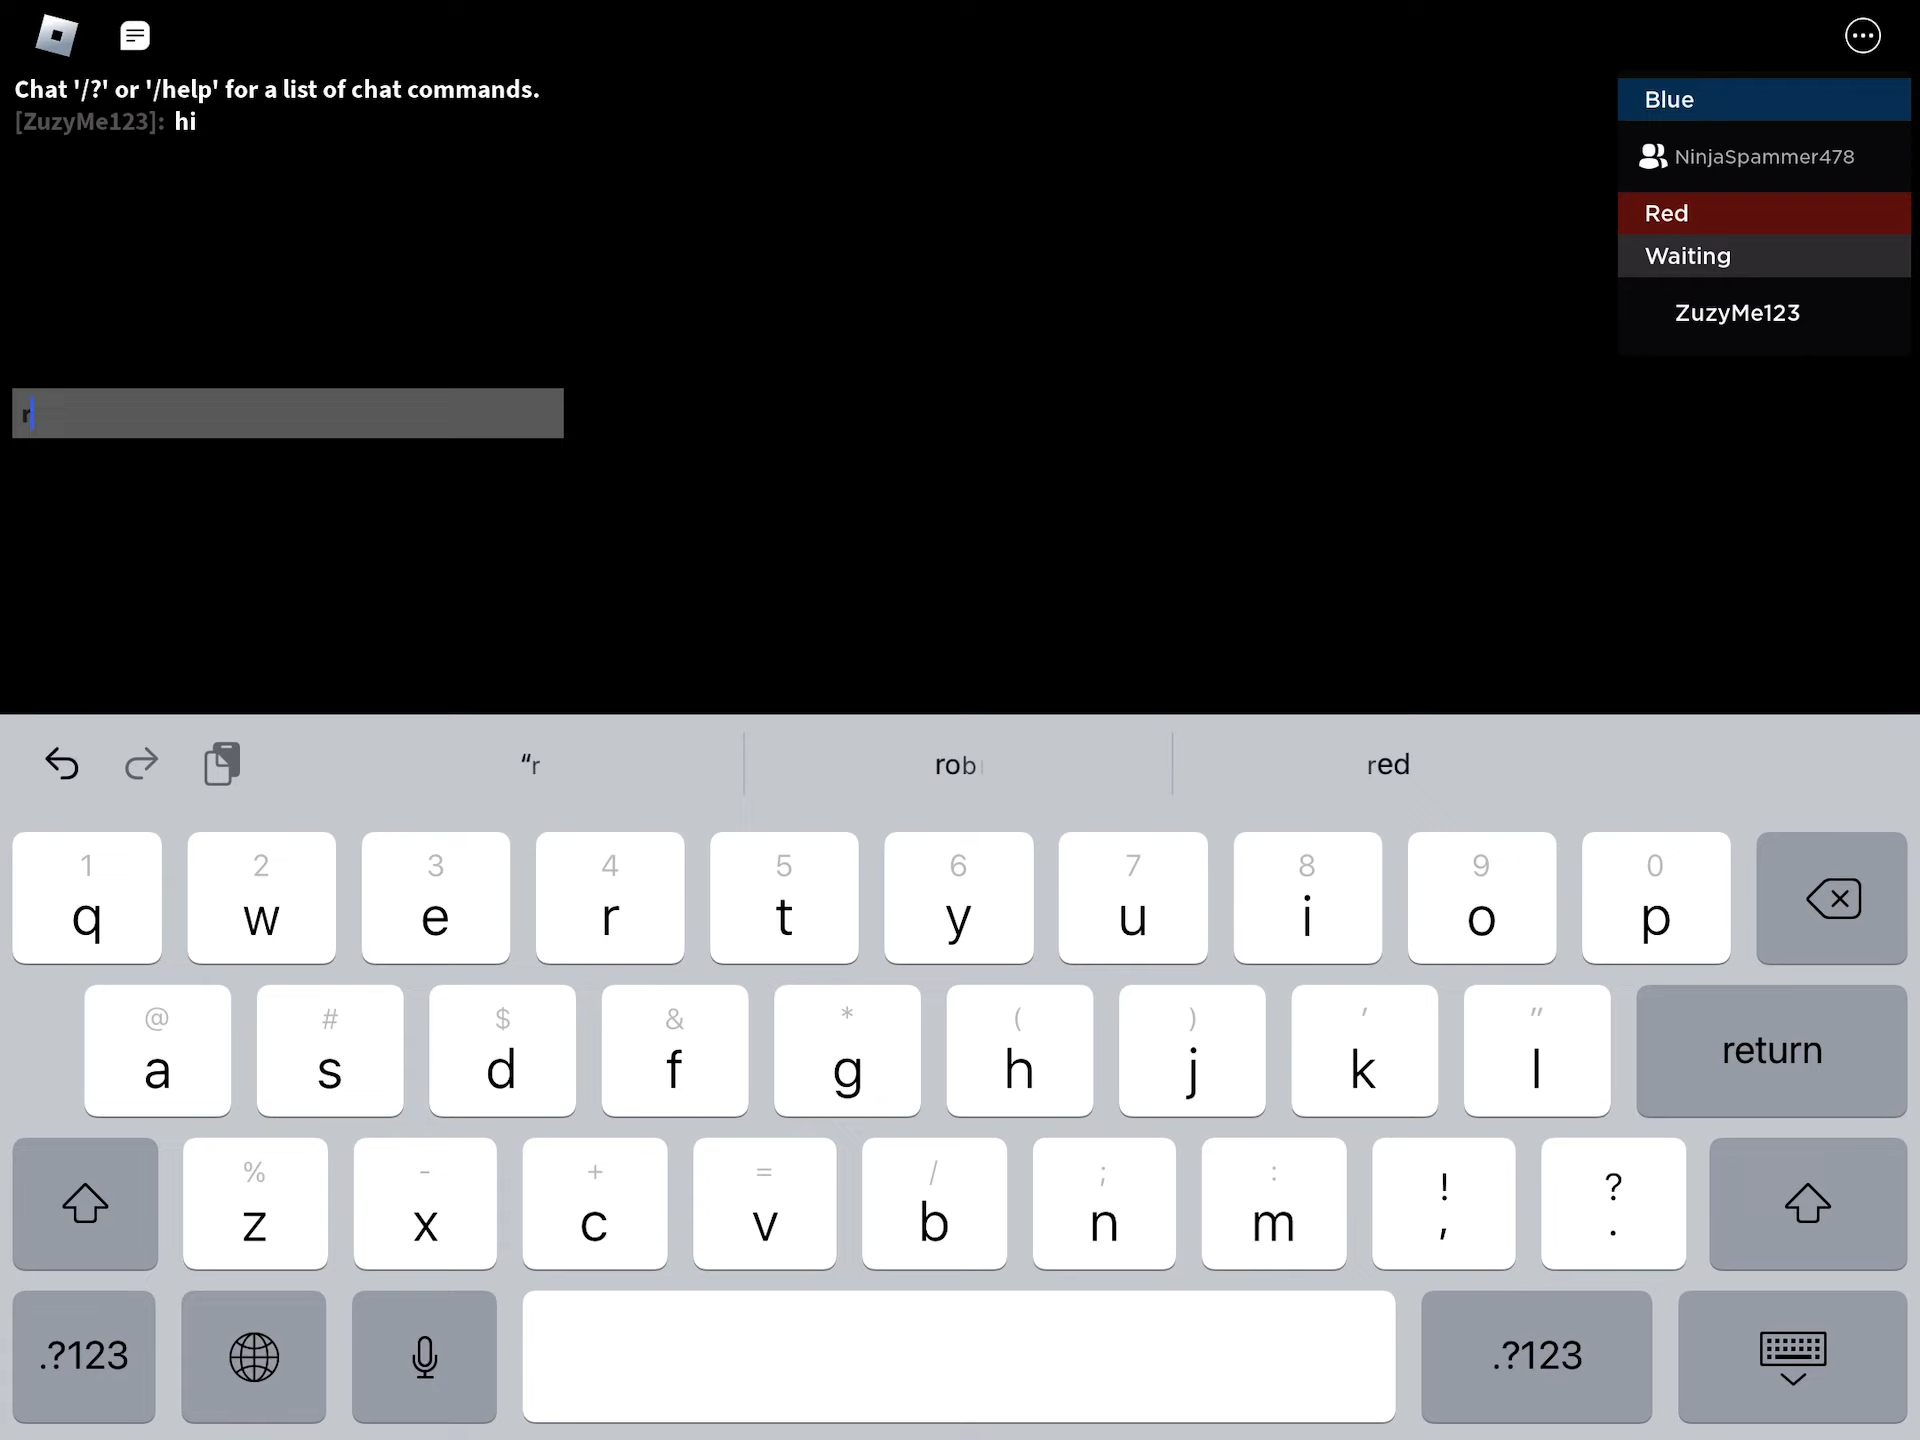 Chat '/?' or '/help' for a list of chat commands.
[ZuzyMe123]: hi
Blue
NinjaSpammer478
Red
Waiting
ZuzyMe123
r
“r rob red
1 2 3 4 5 6 7 8 9 0
q w e r t y u i o p
@ # $ & * ( ) ' "
a s d f g h j k l return
% - + = / ; : ! ?
z x c v b n m , .
.?123 .?123